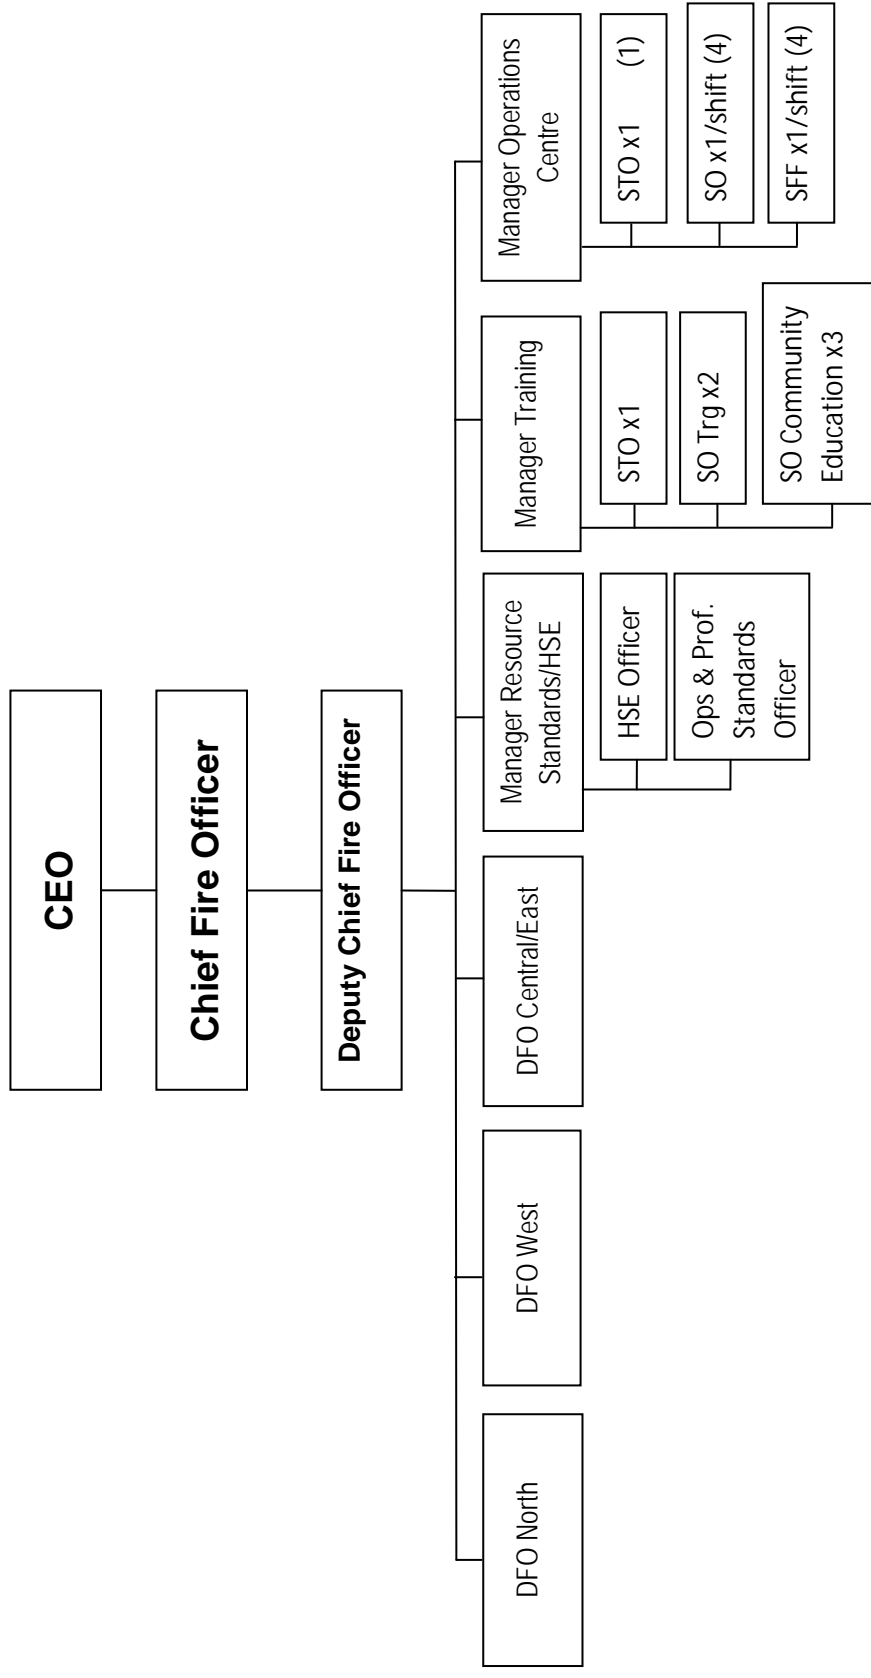 CEO
Chief Fire Officer
Deputy Chief Fire Officer
DFO North
DFO West
DFO Central/East
Manager Resource
Standards/HSE
HSE Officer
Ops & Prof.
Standards
Officer
Manager Training
STO x1
SO Trg x2
SO Community
Education x3
Manager Operations
Centre
STO x1 (1)
SO x1/shift (4)
SFF x1/shift (4)